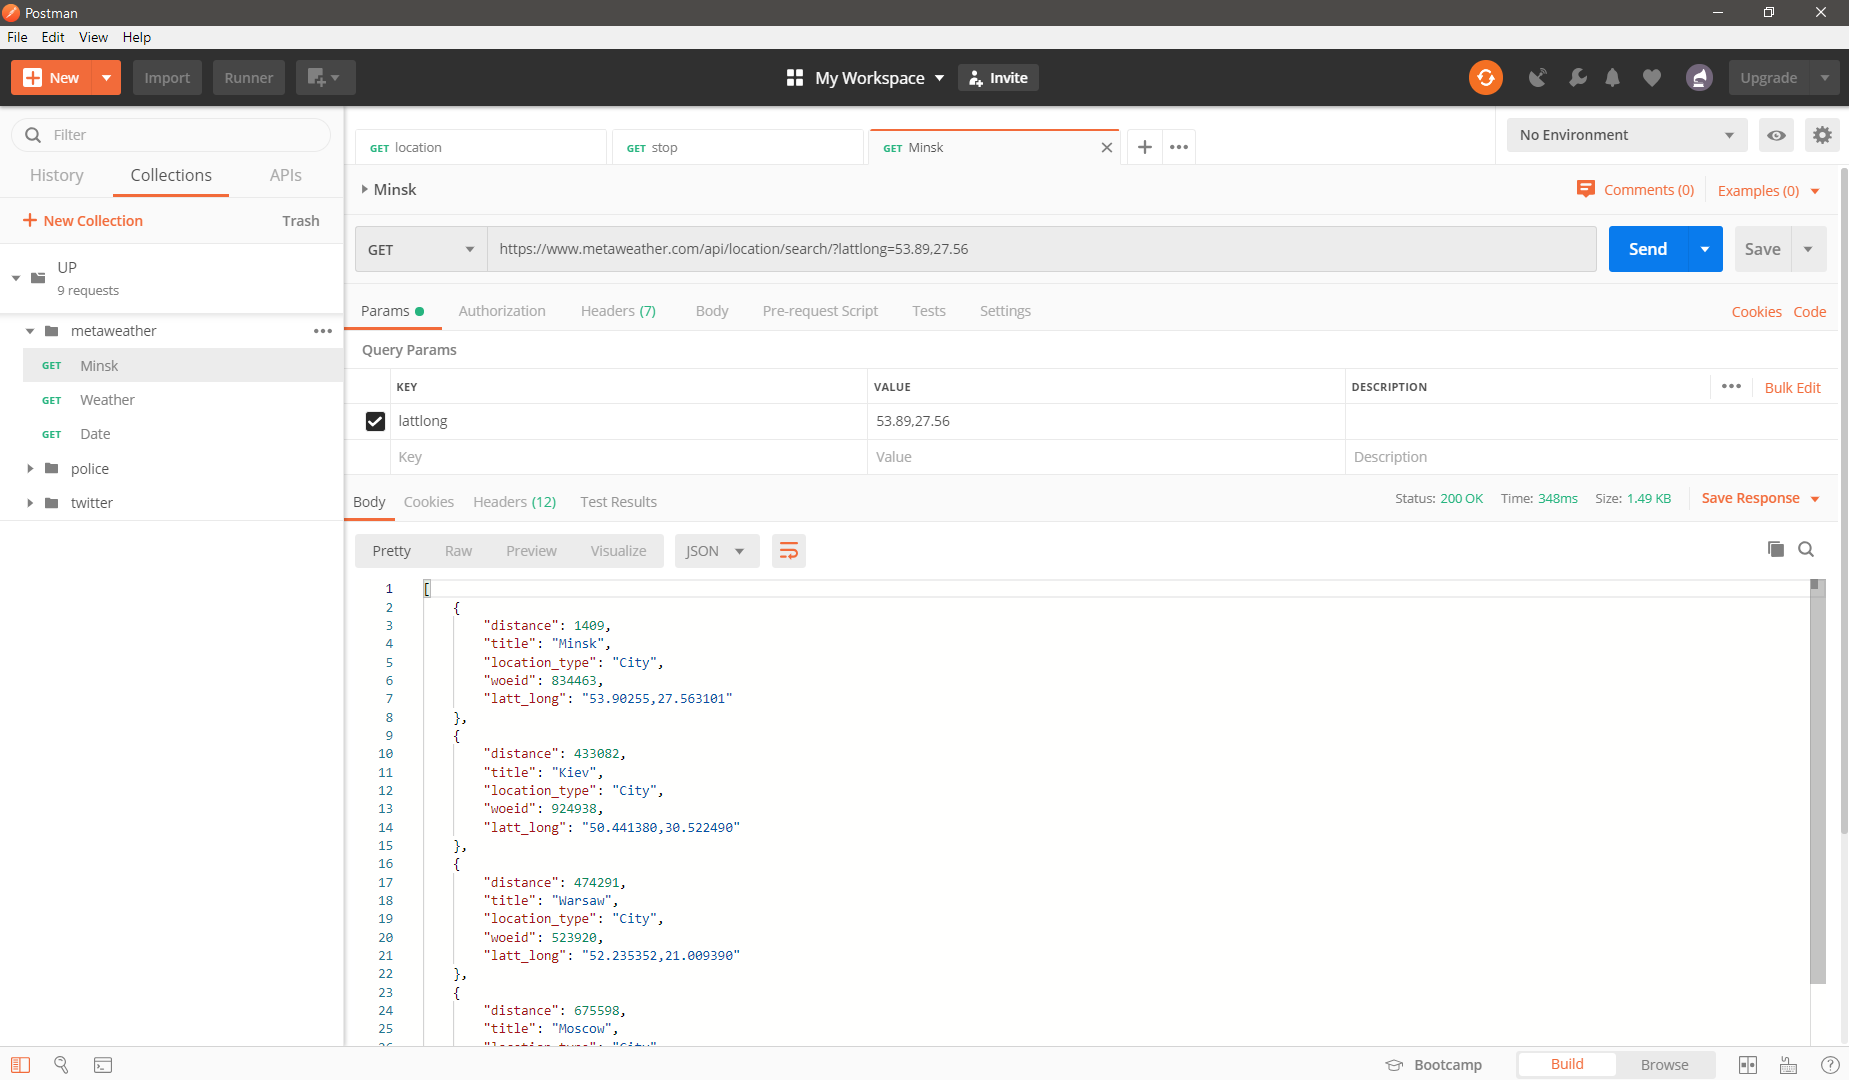 Postman
File Edit View Help
New Import Runner My Workspace Invite Upgrade
Filter
History Collections APIs
New Collection Trash
UP
9 requests
metaweather
GET Minsk
GET Weather
GET Date
police
twitter
GET location GET stop GET Minsk No Environment
Minsk Comments (0) Examples (0)
GET https://www.metaweather.com/api/location/search/?lattlong=53.89,27.56 Send Save
Params Authorization Headers (7) Body Pre-request Script Tests Settings Cookies Code
Query Params
KEY VALUE DESCRIPTION Bulk Edit
lattlong 53.89,27.56
Key Value Description
Body Cookies Headers (12) Test Results Status: 200 OK Time: 348ms Size: 1.49 KB Save Response
Pretty Raw Preview Visualize JSON
1 [
2 {
3 "distance": 1409,
4 "title": "Minsk",
5 "location_type": "City",
6 "woeid": 834463,
7 "latt_long": "53.90255,27.563101"
8 },
9 {
10 "distance": 433082,
11 "title": "Kiev",
12 "location_type": "City",
13 "woeid": 924938,
14 "latt_long": "50.441380,30.522490"
15 },
16 {
17 "distance": 474291,
18 "title": "Warsaw",
19 "location_type": "City",
20 "woeid": 523920,
21 "latt_long": "52.235352,21.009390"
22 },
23 {
24 "distance": 675598,
25 "title": "Moscow",
Bootcamp Build Browse